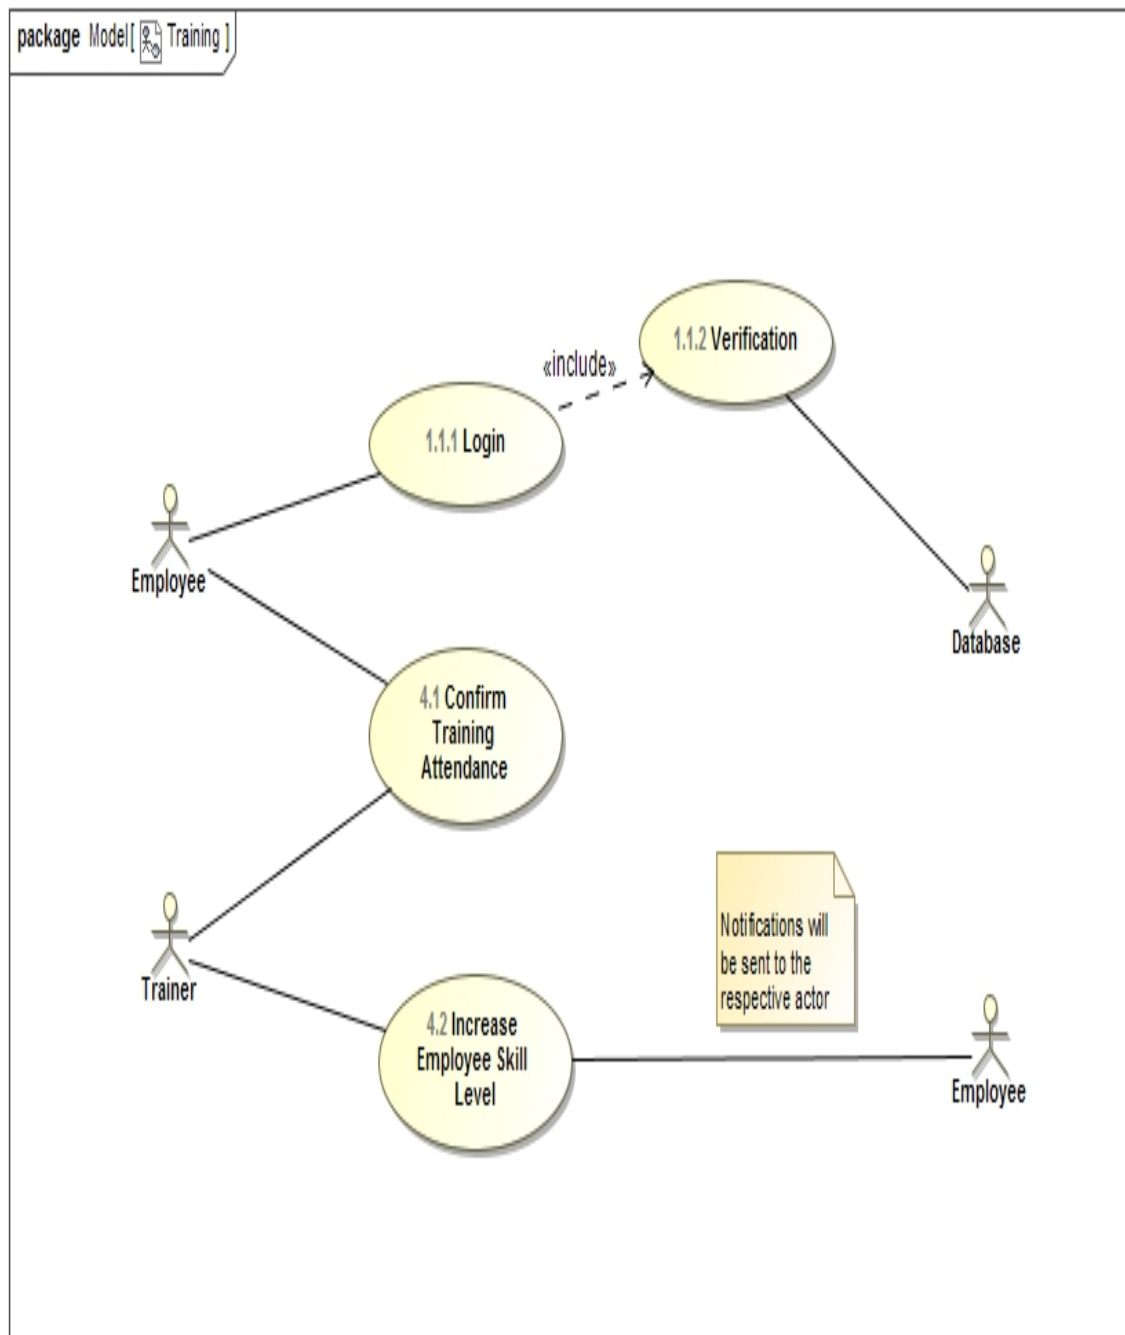 package Model[ Training ]
1.1.2 Verification
«include»
1.1.1 Login
Employee
Database
4.1 Confirm
Training
Attendance
Trainer
Notifications will
be sent to the
respective actor
4.2 Increase
Employee Skill
Level
Employee